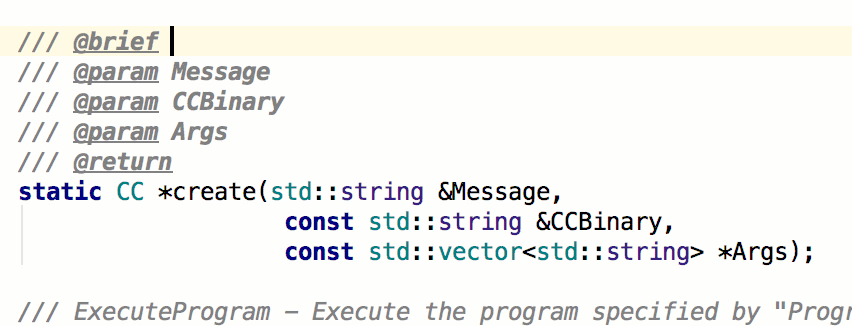 /// @brief
/// @param Message
/// @param CCBinary
/// @param Args
/// @return
static CC *create(std::string &Message,
const std::string &CCBinary,
const std::vector<std::string> *Args);
/// ExecuteProgram – Execute the program specified by "Progr